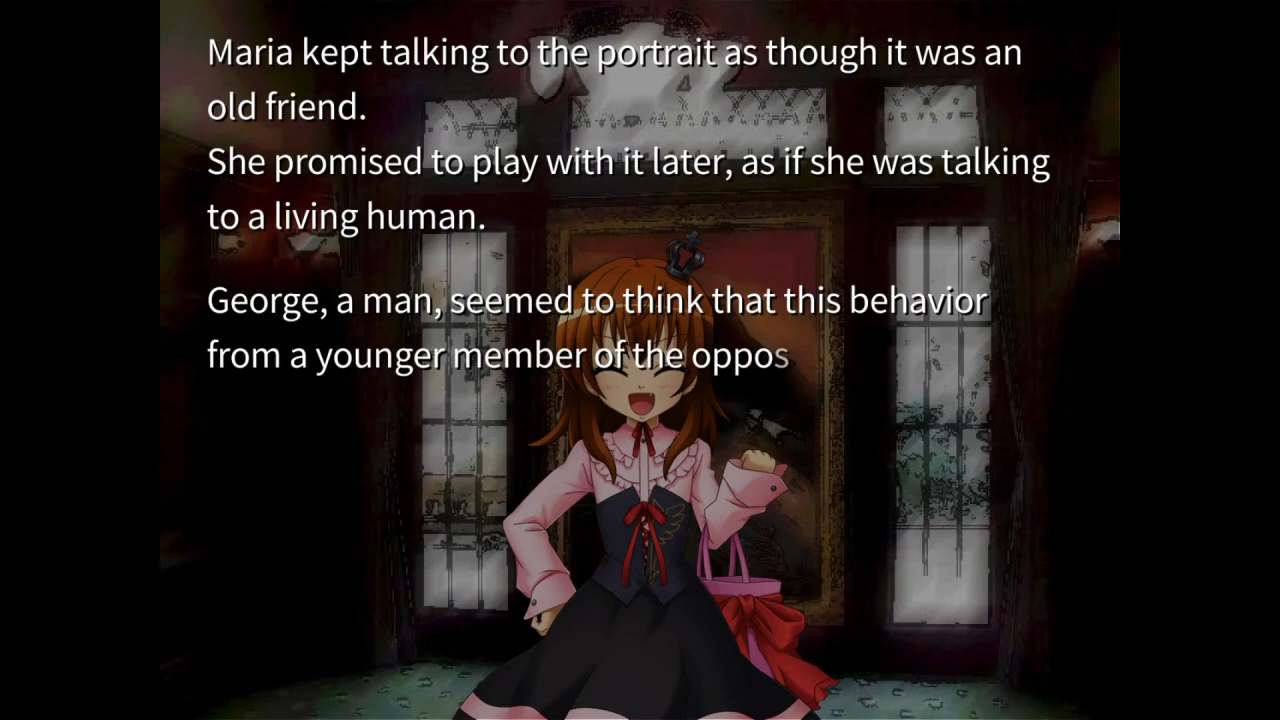 Maria kept talking to the portrait as though it was an
old friend.
She promised to play with it later, as if she was talking
to a living human.
George, a man, seemed to think that this behavior
from a younger member of the oppos